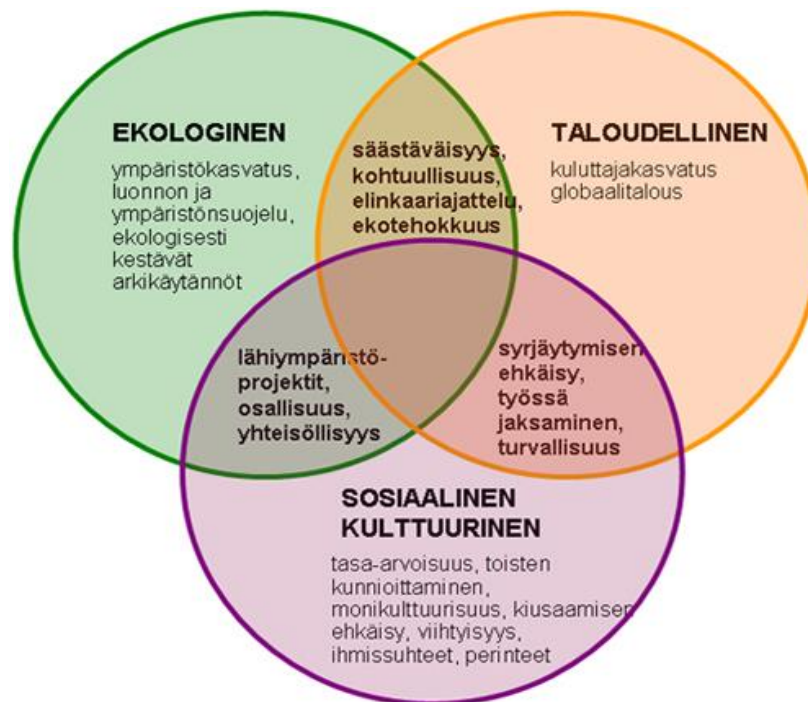 EKOLOGINEN
ympäristökasvatus,
luonnon ja
ympäristönsuojelu,
ekologisesti
kestävät
arkikäytännöt
säästäväisyys,
kohtuullisuus,
elinkaariajattelu,
ekotehokkuus
TALOUDELLINEN
kuluttajakasvatus
globaalitalous
lähiympäristö-
projektit,
osallisuus,
yhteisöllisyys
syrjäytymisen
ehkäisy,
työssä
jaksaminen,
turvallisuus
SOSIAALINEN
KULTTUURINEN
tasa-arvoisuus, toisten
kunnioittaminen,
monikulttuurisuus, kiusaamisen
ehkäisy, viihtyisyys,
ihmissuhteet, perinteet